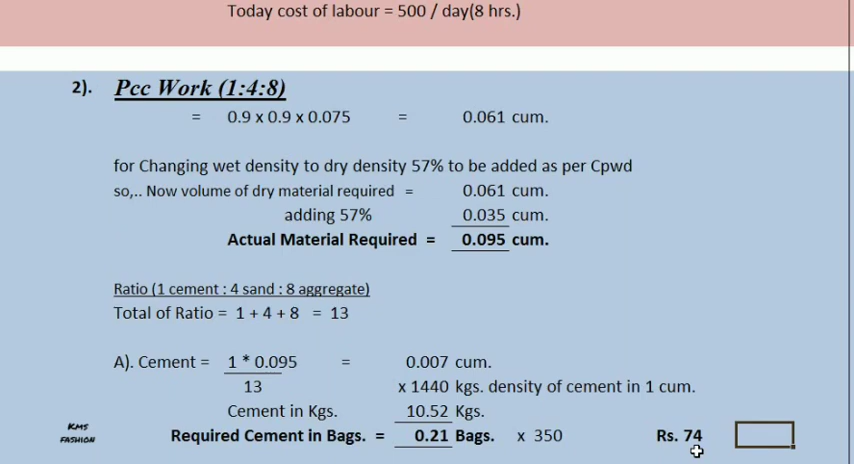 Today cost of labour = 500 / day(8 hrs.)
2). Pcc Work (1:4:8)
= 0.9 x 0.9 x 0.075 = 0.061 cum.
for Changing wet density to dry density 57% to be added as per Cpwd
so,.. Now volume of dry material required = 0.061 cum.
adding 57% 0.035 cum.
Actual Material Required = 0.095 cum.
Ratio (1 cement : 4 sand : 8 aggregate)
Total of Ratio = 1 + 4 + 8 = 13
A). Cement = 1 * 0.095 = 0.007 cum.
13 x 1440 kgs. density of cement in 1 cum.
Cement in Kgs. 10.52 Kgs.
Required Cement in Bags. = 0.21 Bags. x 350 Rs. 74
KMS
FASHION